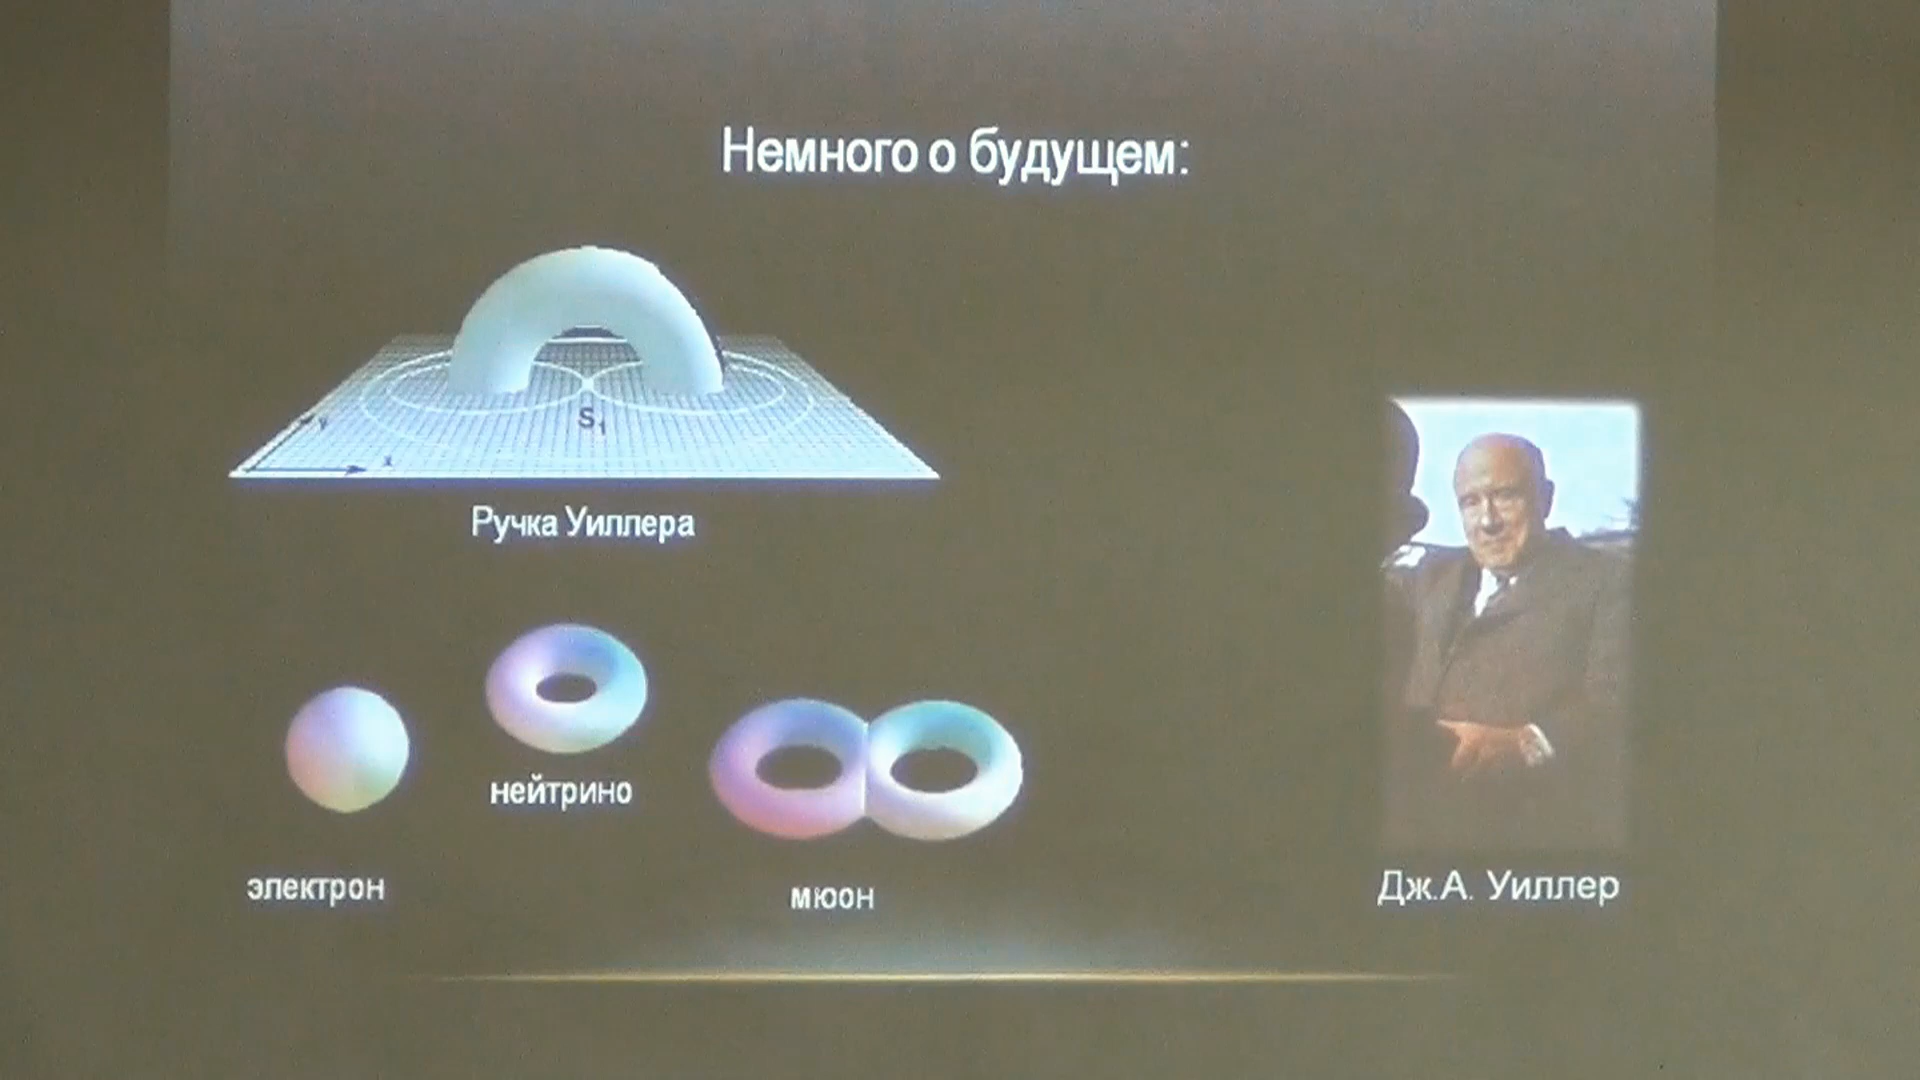 Немного о будущем:
S1
y
x
Ручка Уиллера
нейтрино
электрон
мюон
Дж.А. Уиллер